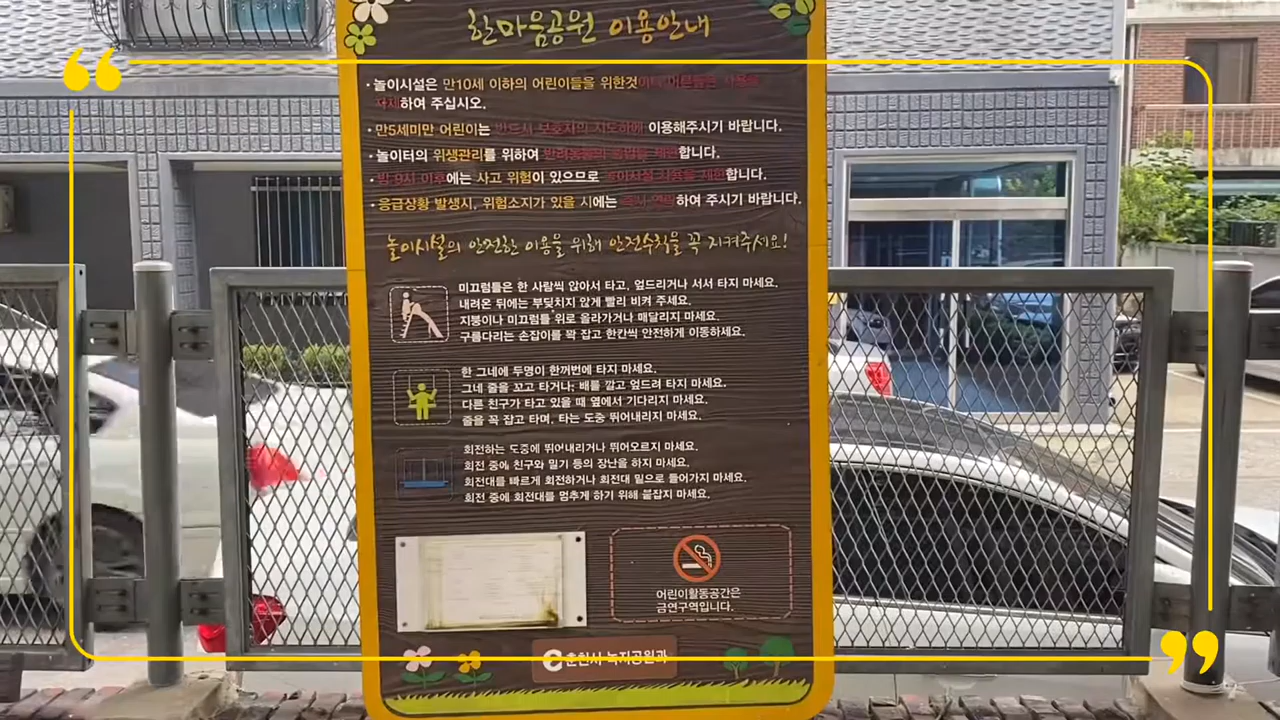 한마음공원 이용안내
• 놀이시설은 만10세 이하의 어린이들을 위한것이니 어른들은 사용을
자제하여 주십시오.
• 만5세미만 어린이는 반드시 보호자의 지도하에 이용해주시기 바랍니다.
• 놀이터의 위생관리를 위하여 반려동물의 출입을 제한합니다.
• 밤 9시 이후에는 사고 위험이 있으므로 놀이시설 사용을 제한합니다.
• 응급상황 발생시, 위험소지가 있을 시에는 즉시 연락하여 주시기 바랍니다.
놀이시설의 안전한 이용을 위해 안전수칙을 꼭 지켜주세요!
미끄럼틀은 한 사람씩 앉아서 타고, 엎드리거나 서서 타지 마세요.
내려온 뒤에는 부딪치지 않게 빨리 비켜 주세요.
지붕이나 미끄럼틀 위로 올라가거나 매달리지 마세요.
구름다리는 손잡이를 꽉 잡고 한칸씩 안전하게 이동하세요.
한 그네에 두명이 한꺼번에 타지 마세요.
그네 줄을 꼬고 타거나, 배를 깔고 엎드려 타지 마세요.
다른 친구가 타고 있을 때 옆에서 기다리지 마세요.
줄을 꼭 잡고 타며, 타는 도중 뛰어내리지 마세요.
회전하는 도중에 뛰어내리거나 뛰어오르지 마세요.
회전 중에 친구와 밀기 등의 장난을 하지 마세요.
회전대를 빠르게 회전하거나 회전대 밑으로 들어가지 마세요.
회전 중에 회전대를 멈추게 하기 위해 붙잡지 마세요.
어린이활동공간은
금연구역입니다.
춘천시 녹지공원과